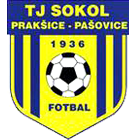 TJ SOKOL
PRAKŠICE - PAŠOVICE
1936
FOTBAL